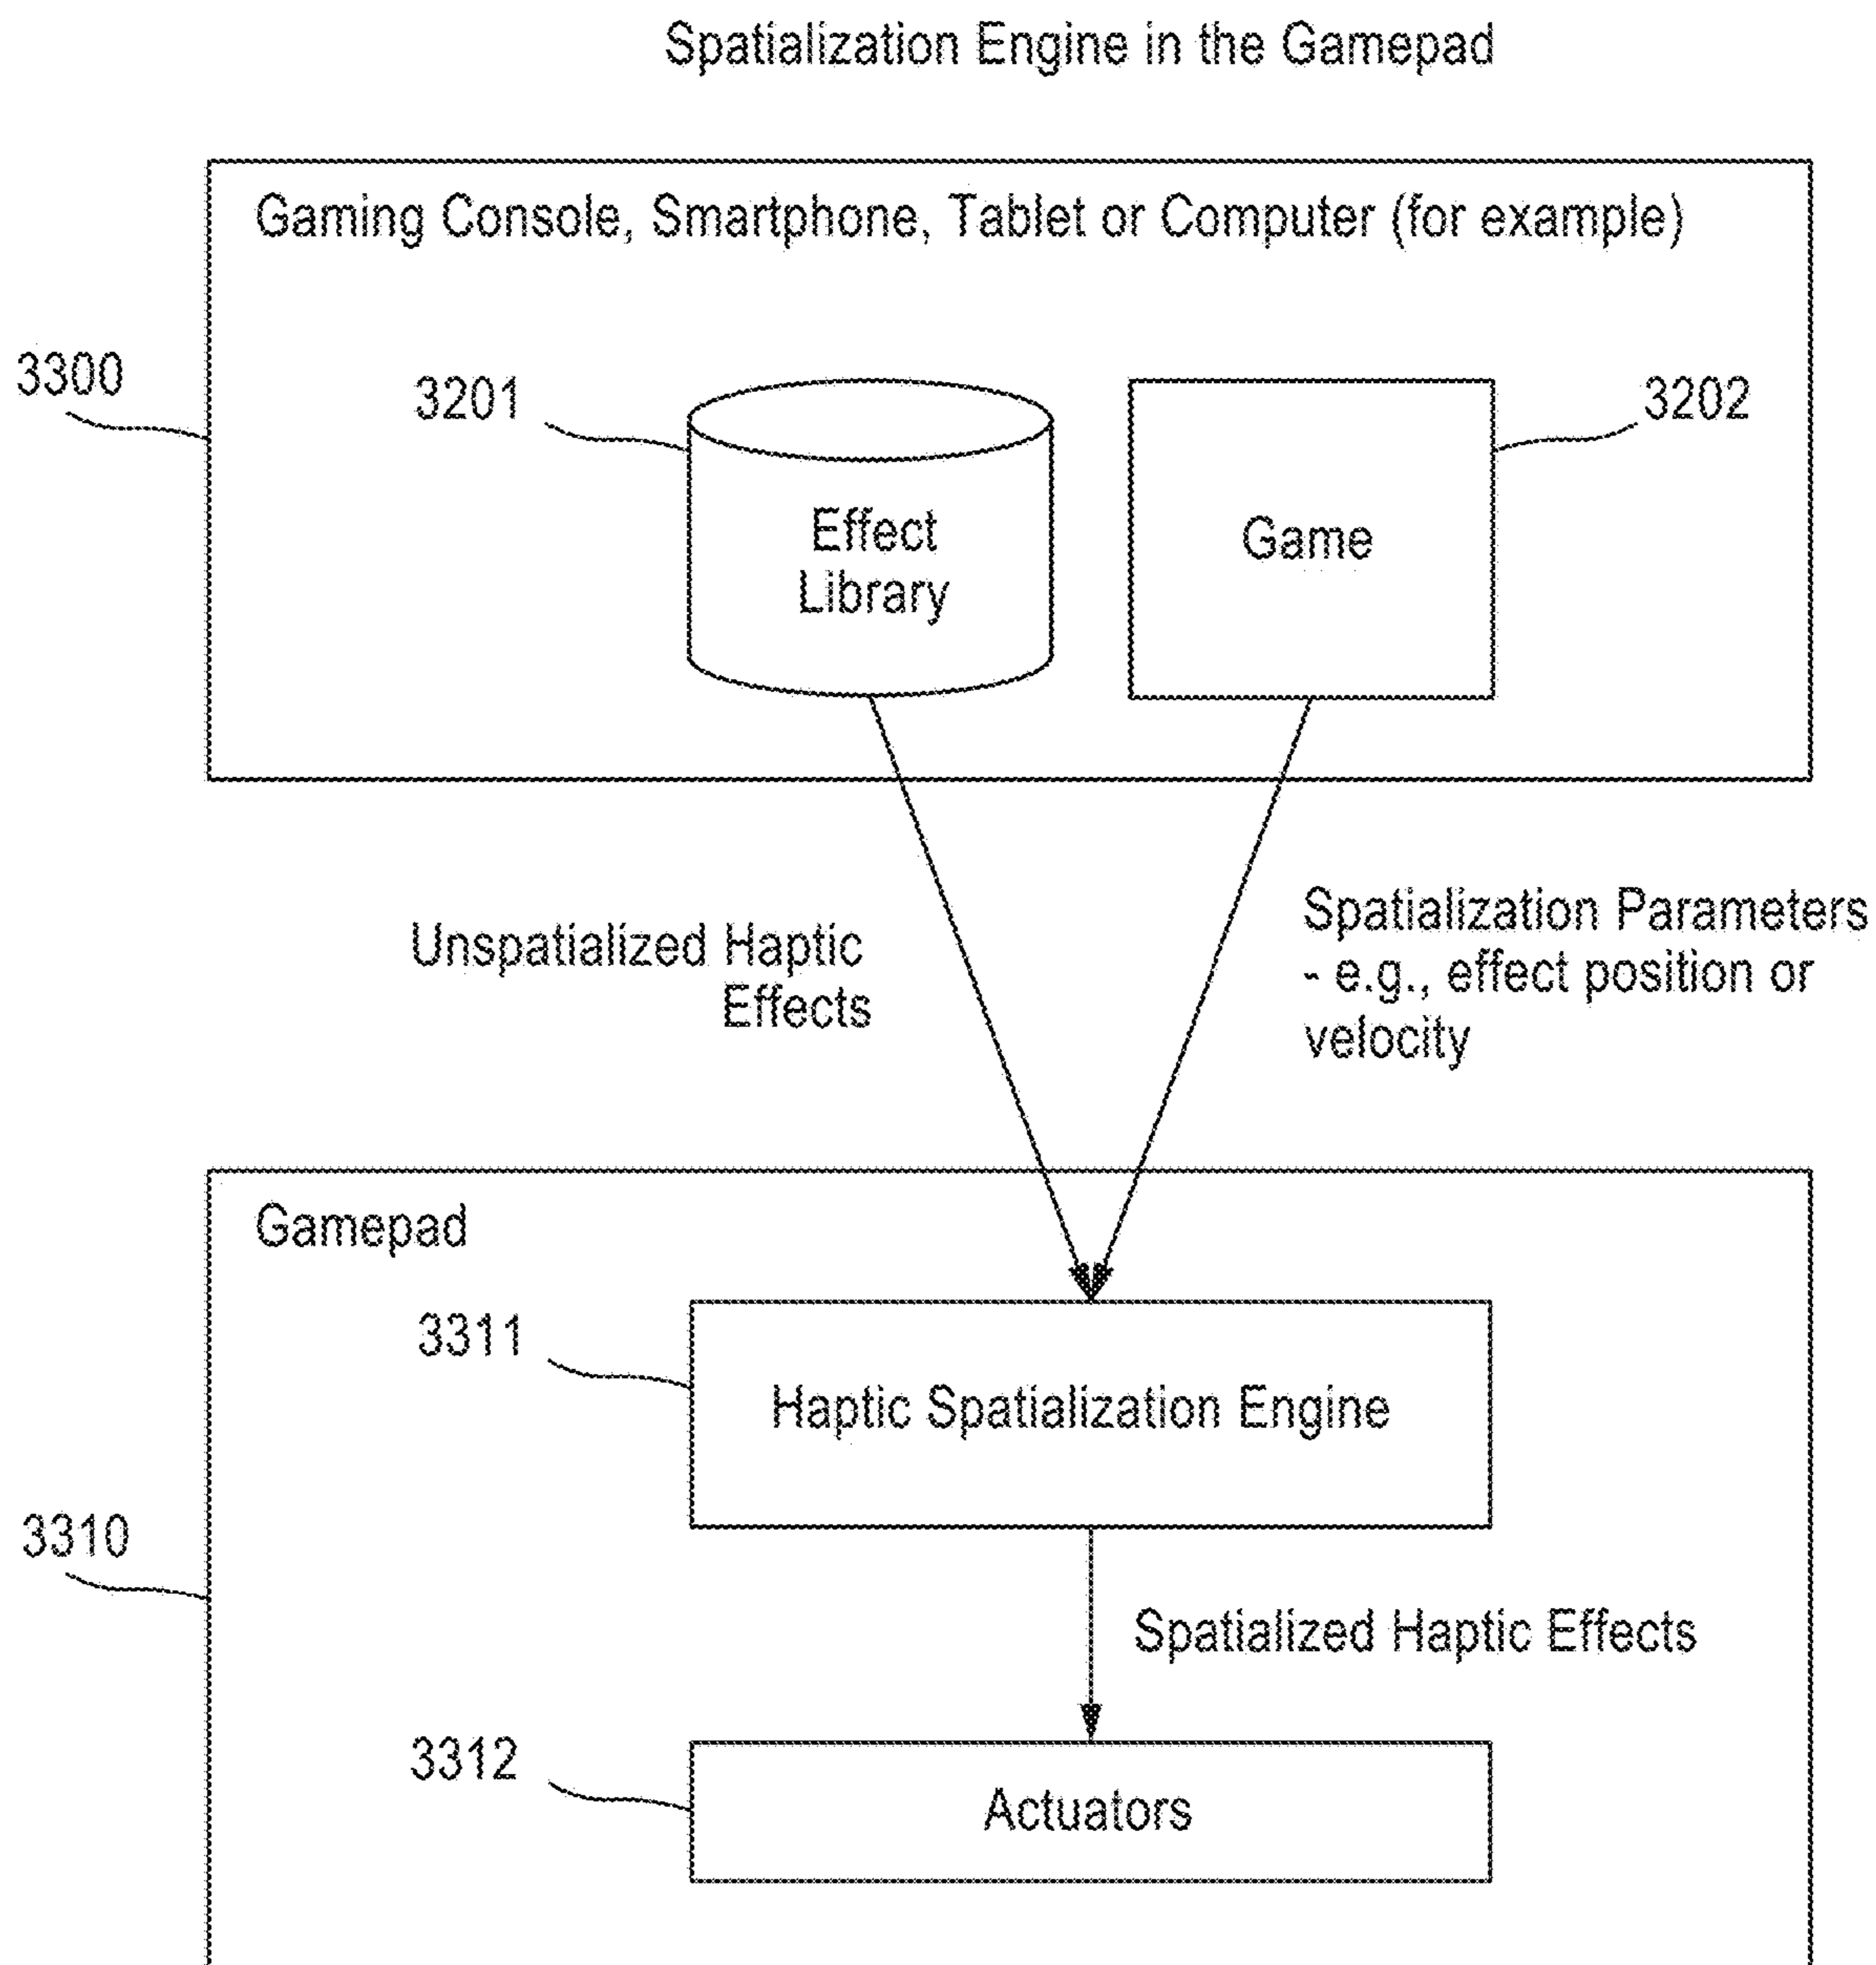 Spatialization Engine in the Gamepad
Gaming Console, Smartphone, Tablet or Computer (for example)
3300
3201
3202
Effect
Library
Game
Unspatialized Haptic
Effects
Spatialization Parameters
- e.g., effect position or
velocity
Gamepad
3311
Haptic Spatialization Engine
3310
Spatialized Haptic Effects
3312
Actuators